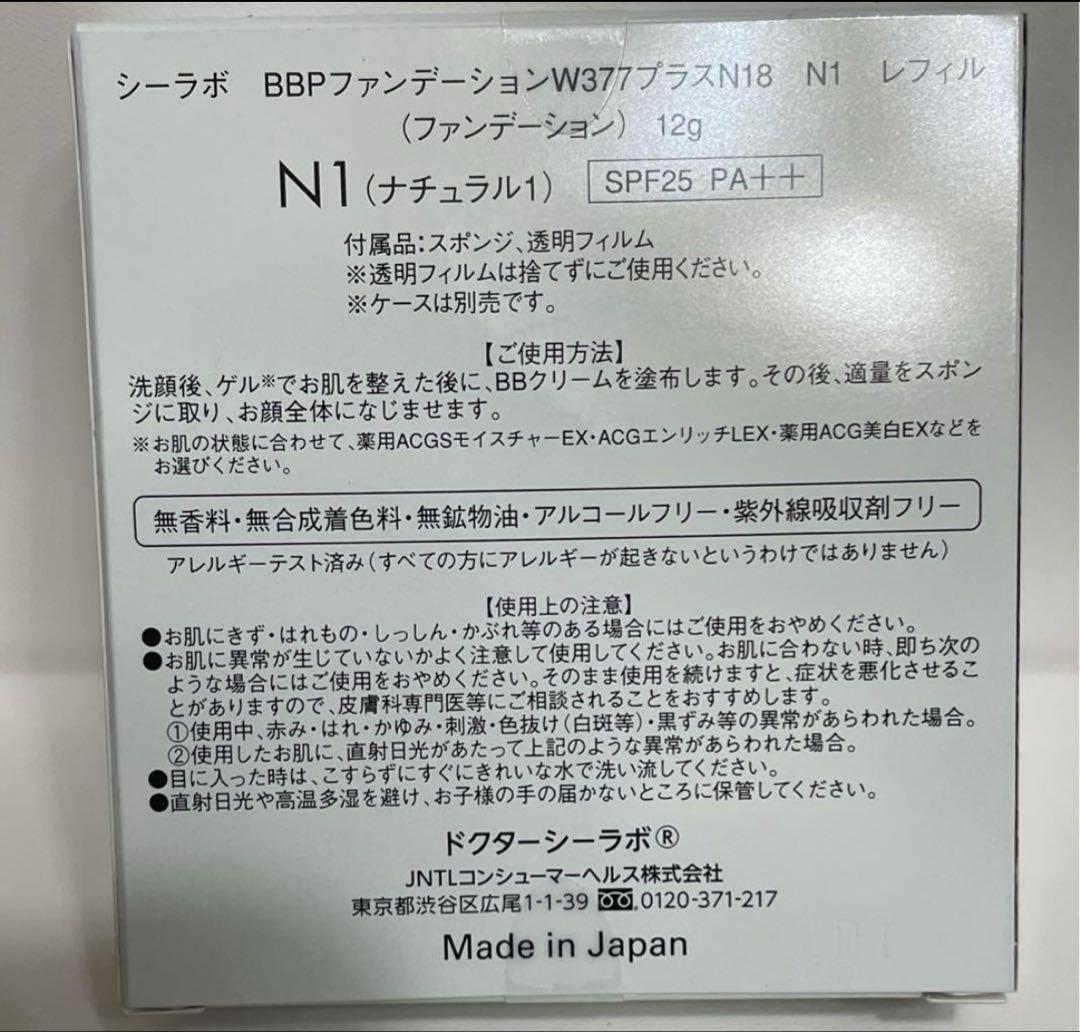 シーラボ BBPファンデーションW377プラスN18 N1 レフィル
(ファンデーション) 12g
N1(ナチュラル1) SPF25 PA++
付属品:スポンジ、透明フィルム
※透明フィルムは捨てずにご使用ください。
※ケースは別売です。
【ご使用方法】
洗顔後、ゲル※でお肌を整えた後に、BBクリームを塗布します。その後、適量をスポン
ジに取り、お顔全体になじませます。
※お肌の状態に合わせて、薬用ACGSモイスチャーEX・ACGエンリッチLEX・薬用ACG美白EXなどを
お選びください。
無香料・無合成着色料・無鉱物油・アルコールフリー・紫外線吸収剤フリー
アレルギーテスト済み(すべての方にアレルギーが起きないというわけではありません)
【使用上の注意】
●お肌にきず・はれもの・しっしん・かぶれ等のある場合にはご使用をおやめください。
●お肌に異常が生じていないかよく注意して使用してください。お肌に合わない時、即ち次の
ような場合にはご使用をおやめください。そのまま使用を続けますと、症状を悪化させるこ
とがありますので、皮膚科専門医等にご相談されることをおすすめします。
①使用中、赤み・はれ・かゆみ・刺激・色抜け(白斑等)・黒ずみ等の異常があらわれた場合。
②使用したお肌に、直射日光があたって上記のような異常があらわれた場合。
●目に入った時は、こすらずにすぐにきれいな水で洗い流してください。
●直射日光や高温多湿を避け、お子様の手の届かないところに保管してください。
ドクターシーラボ®
JNTLコンシューマーヘルス株式会社
東京都渋谷区広尾1-1-39 0120-371-217
Made in Japan